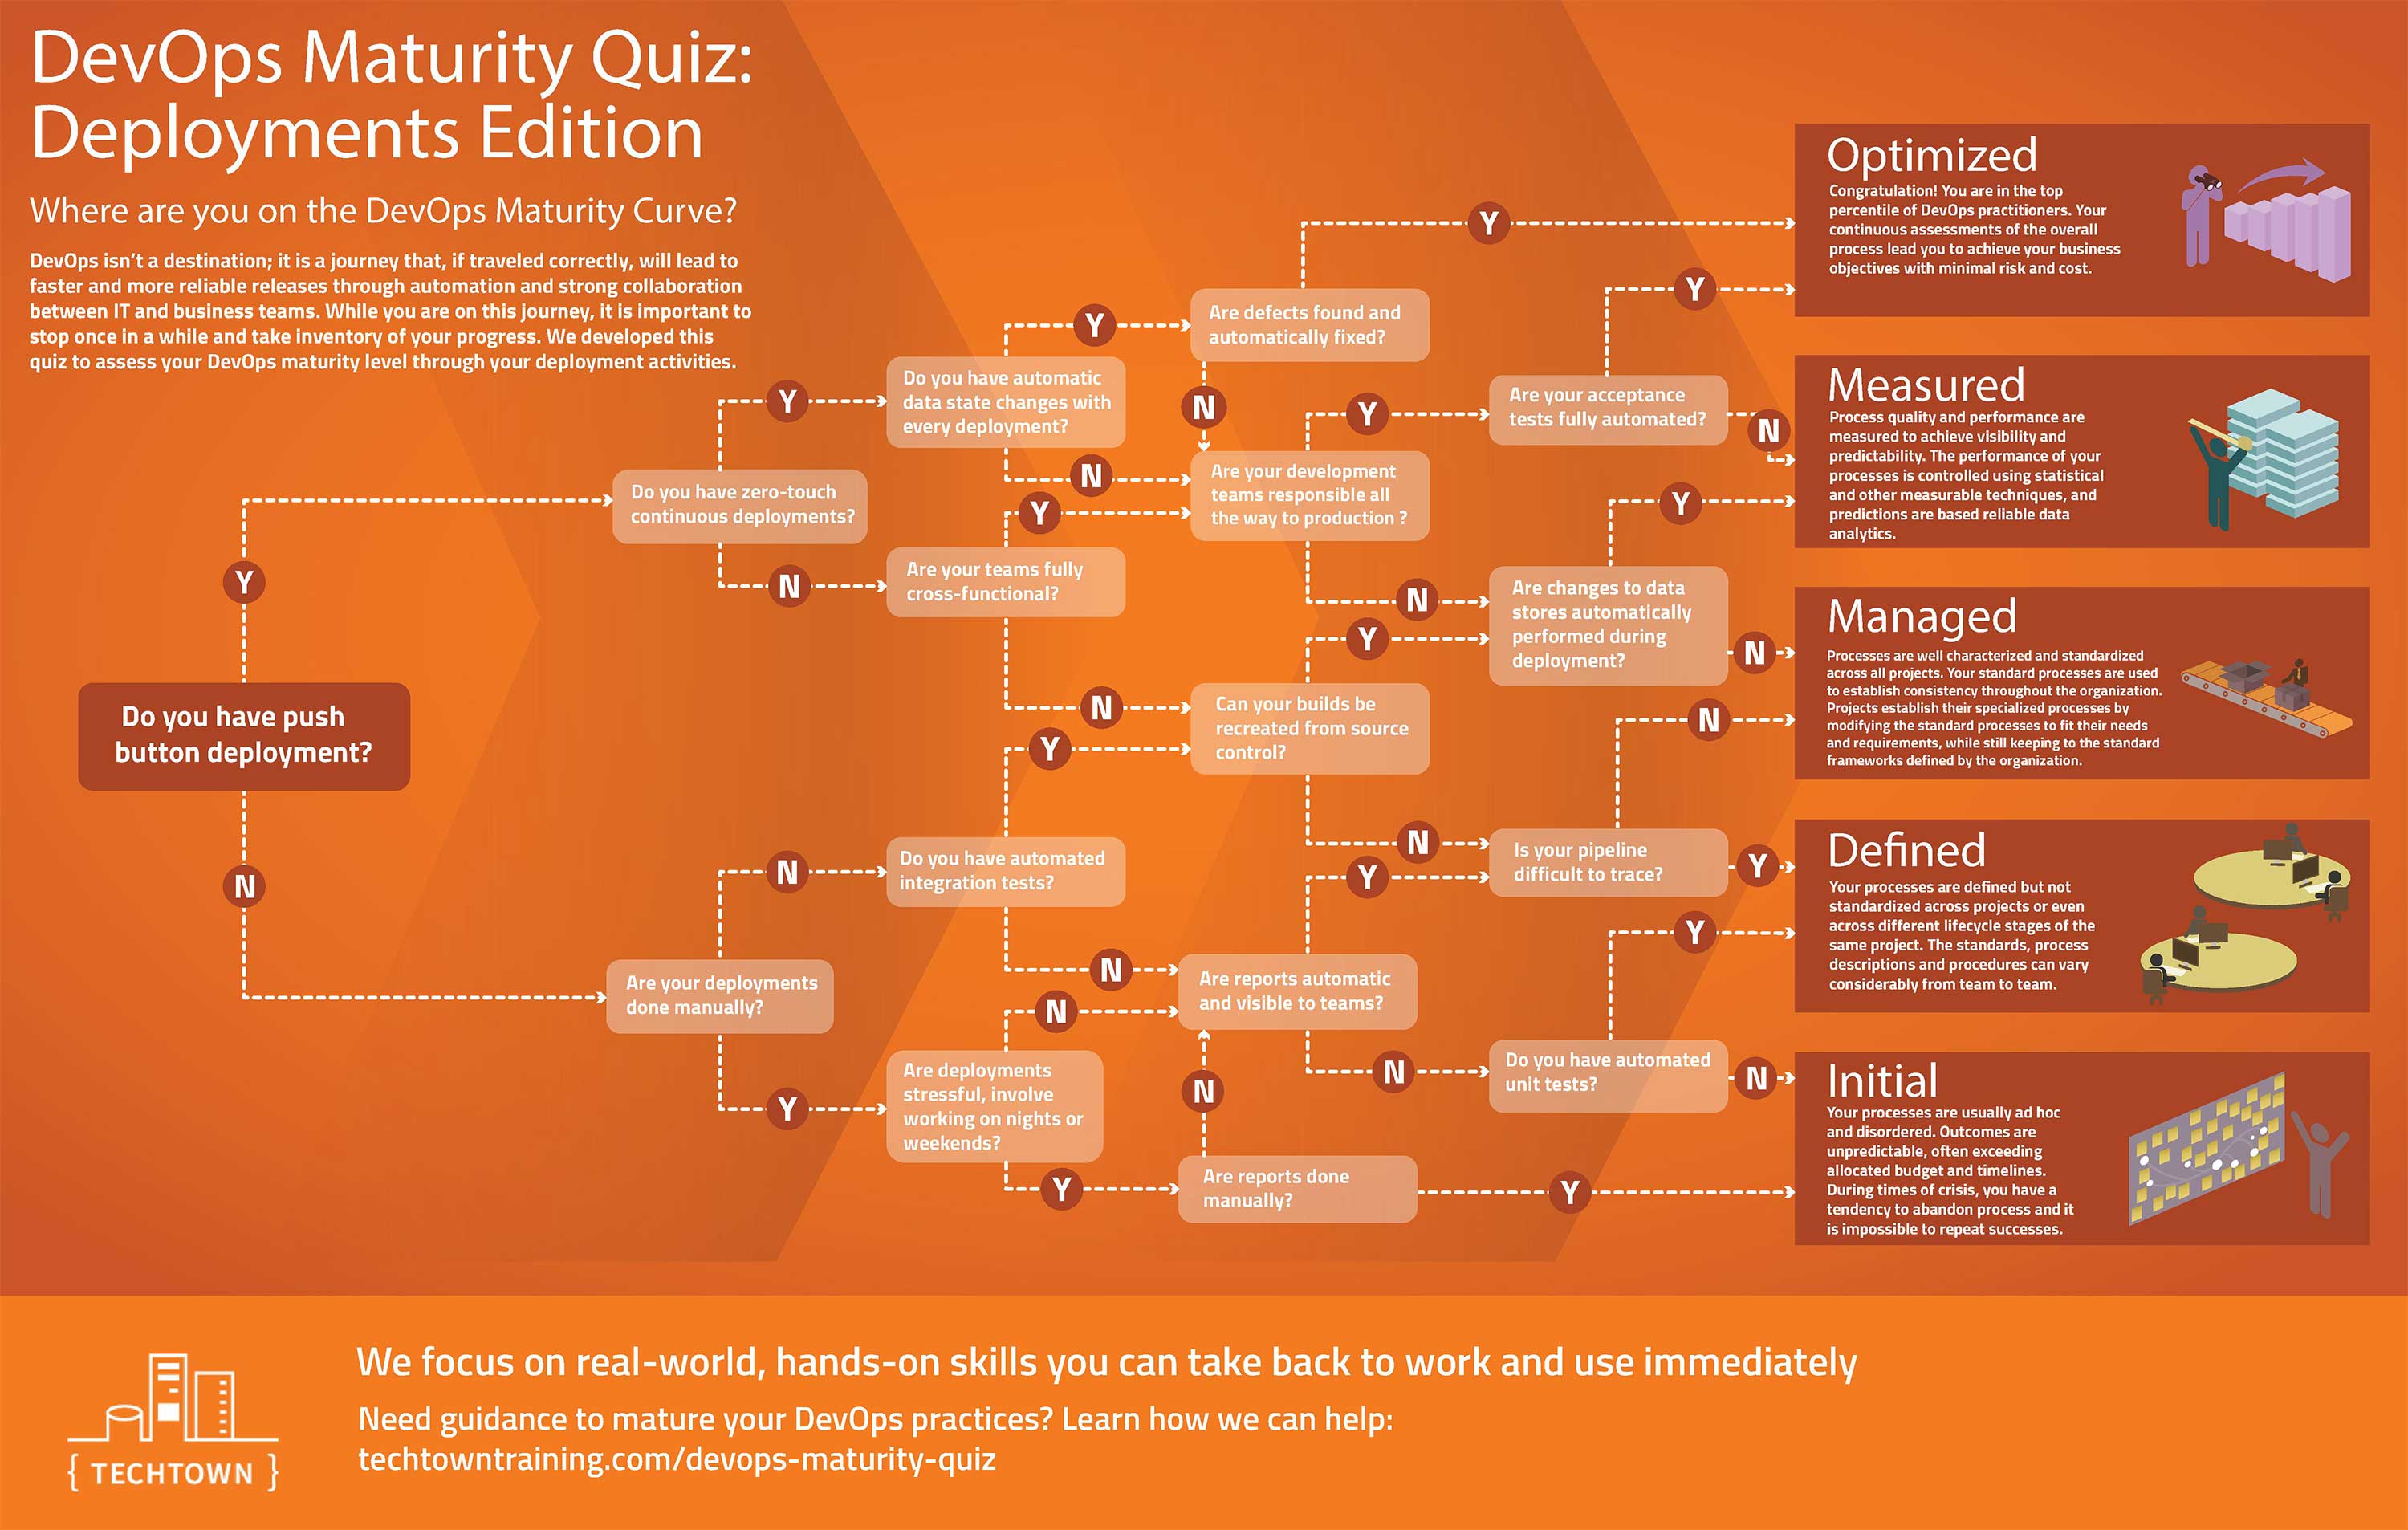 DevOps Maturity Quiz:
Deployments Edition
Where are you on the DevOps Maturity Curve?
DevOps isn't a destination; it is a journey that, if traveled correctly, will lead to
faster and more reliable releases through automation and strong collaboration
between IT and business teams. While you are on this journey, it is important to
stop once in a while and take inventory of your progress. We developed this
quiz to assess your DevOps maturity level through your deployment activities.
Do you have push
button deployment?
Y
N
Do you have zero-touch
continuous deployments?
Y
N
Are your deployments
done manually?
N
Y
Do you have automatic
data state changes with
every deployment?
Y
N
Are your teams fully
cross-functional?
Y
N
Do you have automated
integration tests?
Y
N
Are deployments
stressful, involve
working on nights or
weekends?
N
Y
Are defects found and
automatically fixed?
Y
N
Are your development
teams responsible all
the way to production ?
Y
N
Can your builds be
recreated from source
control?
Y
N
Are reports automatic
and visible to teams?
Y
N
Are reports done
manually?
N
Y
Are your acceptance
tests fully automated?
Y
N
Are changes to data
stores automatically
performed during
deployment?
Y
N
Is your pipeline
difficult to trace?
N
Y
Do you have automated
unit tests?
Y
N
Optimized
Congratulation! You are in the top
percentile of DevOps practitioners. Your
continuous assessments of the overall
process lead you to achieve your business
objectives with minimal risk and cost.
Measured
Process quality and performance are
measured to achieve visibility and
predictability. The performance of your
processes is controlled using statistical
and other measurable techniques, and
predictions are based reliable data
analytics.
Managed
Processes are well characterized and standardized
across all projects. Your standard processes are used
to establish consistency throughout the organization.
Projects establish their specialized processes by
modifying the standard processes to fit their needs
and requirements, while still keeping to the standard
frameworks defined by the organization.
Defined
Your processes are defined but not
standardized across projects or even
across different lifecycle stages of the
same project. The standards, process
descriptions and procedures can vary
considerably from team to team.
Initial
Your processes are usually ad hoc
and disordered. Outcomes are
unpredictable, often exceeding
allocated budget and timelines.
During times of crisis, you have a
tendency to abandon process and it
is impossible to repeat successes.
{ TECHTOWN }
We focus on real-world, hands-on skills you can take back to work and use immediately
Need guidance to mature your DevOps practices? Learn how we can help:
techtowntraining.com/devops-maturity-quiz